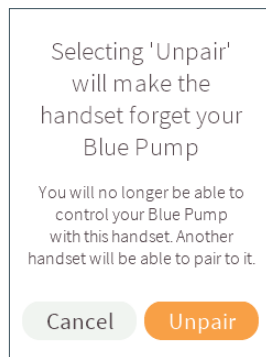 Selecting 'Unpair'
will make the
handset forget your
Blue Pump
You will no longer be able to
control your Blue Pump
with this handset. Another
handset will be able to pair to it.
Cancel
Unpair